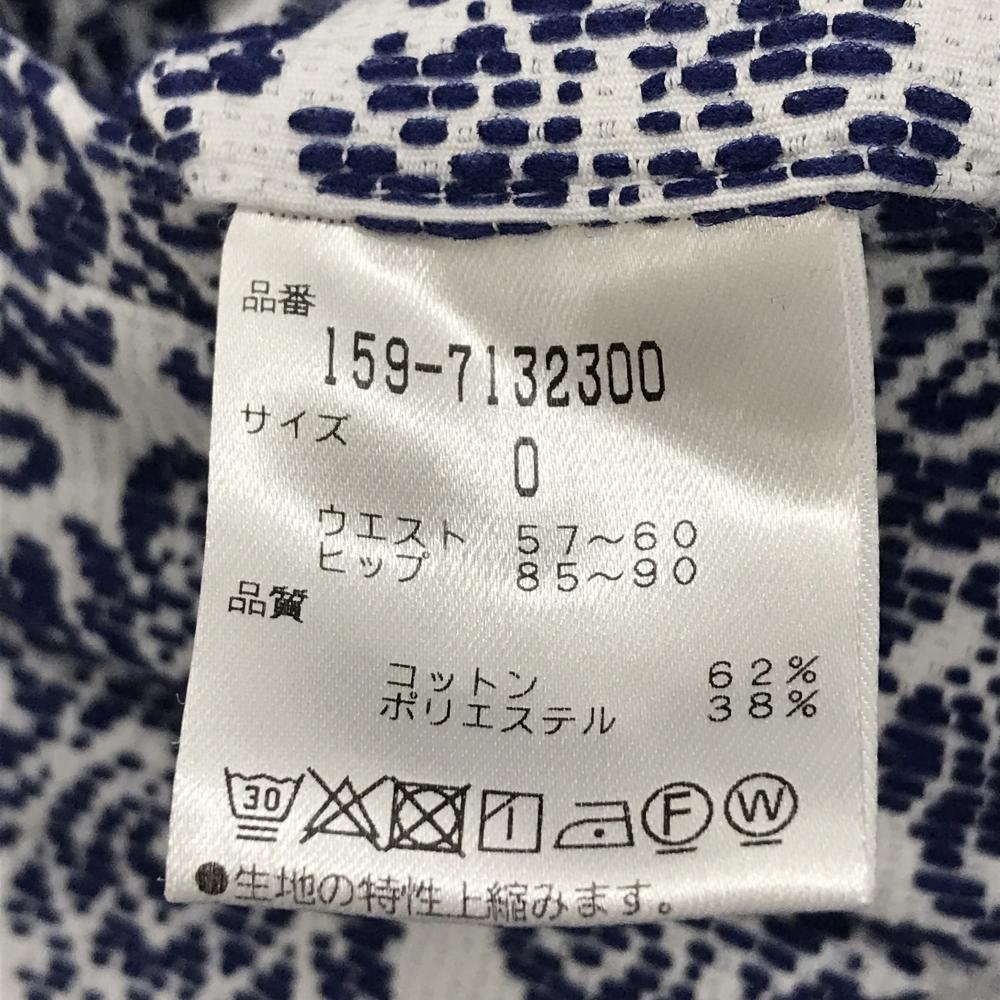 品番
159-7132300
サイズ
0
ウエスト 57～60
ヒップ 85～90
品質
コットン 62%
ポリエステル 38%
30 F W
●生地の特性上縮みます。